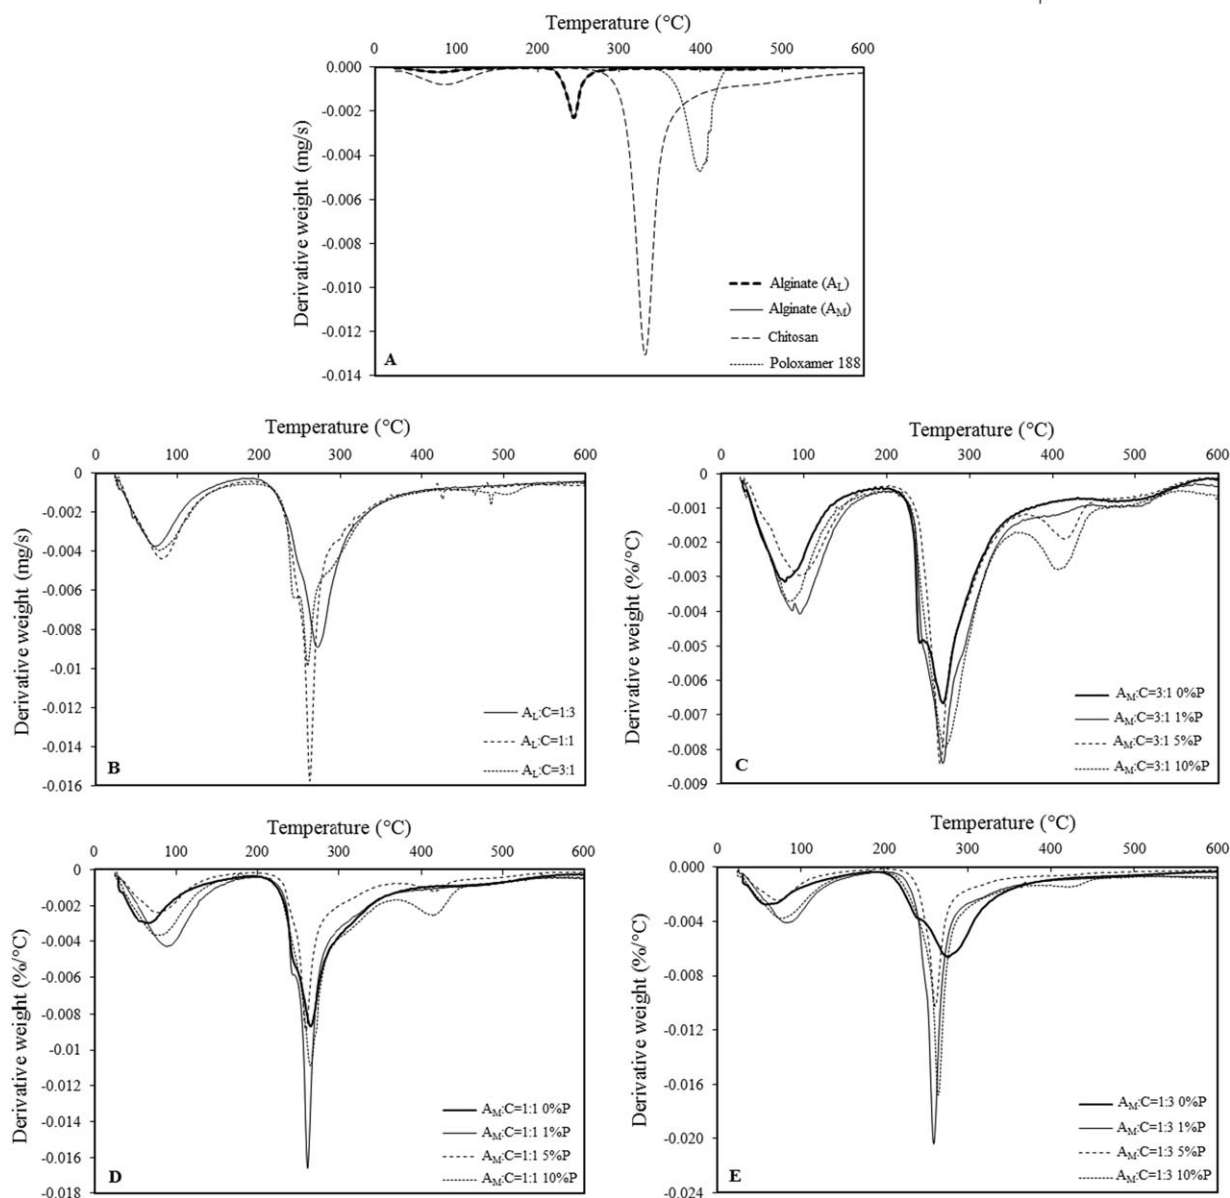 Temperature (°C)
0 100 200 300 400 500 600
Derivative weight (mg/s)
0.000
-0.002
-0.004
-0.006
-0.008
-0.010
-0.012
-0.014
Alginate (AL)
Alginate (AM)
Chitosan
Poloxamer 188
A
Temperature (°C)
0 100 200 300 400 500 600
Derivative weight (mg/s)
0
-0.002
-0.004
-0.006
-0.008
-0.01
-0.012
-0.014
-0.016
AL:C=1:3
AL:C=1:1
AL:C=3:1
B
Temperature (°C)
0 100 200 300 400 500 600
Derivative weight (%/°C)
0
-0.001
-0.002
-0.003
-0.004
-0.005
-0.006
-0.007
-0.008
-0.009
AM:C=3:1 0%P
AM:C=3:1 1%P
AM:C=3:1 5%P
AM:C=3:1 10%P
C
Temperature (°C)
0 100 200 300 400 500 600
Derivative weight (%/°C)
0
-0.002
-0.004
-0.006
-0.008
-0.01
-0.012
-0.014
-0.016
-0.018
AM:C=1:1 0%P
AM:C=1:1 1%P
AM:C=1:1 5%P
AM:C=1:1 10%P
D
Temperature (°C)
0 100 200 300 400 500 600
Derivative weight (%/°C)
0.000
-0.004
-0.008
-0.012
-0.016
-0.020
-0.024
AM:C=1:3 0%P
AM:C=1:3 1%P
AM:C=1:3 5%P
AM:C=1:3 10%P
E